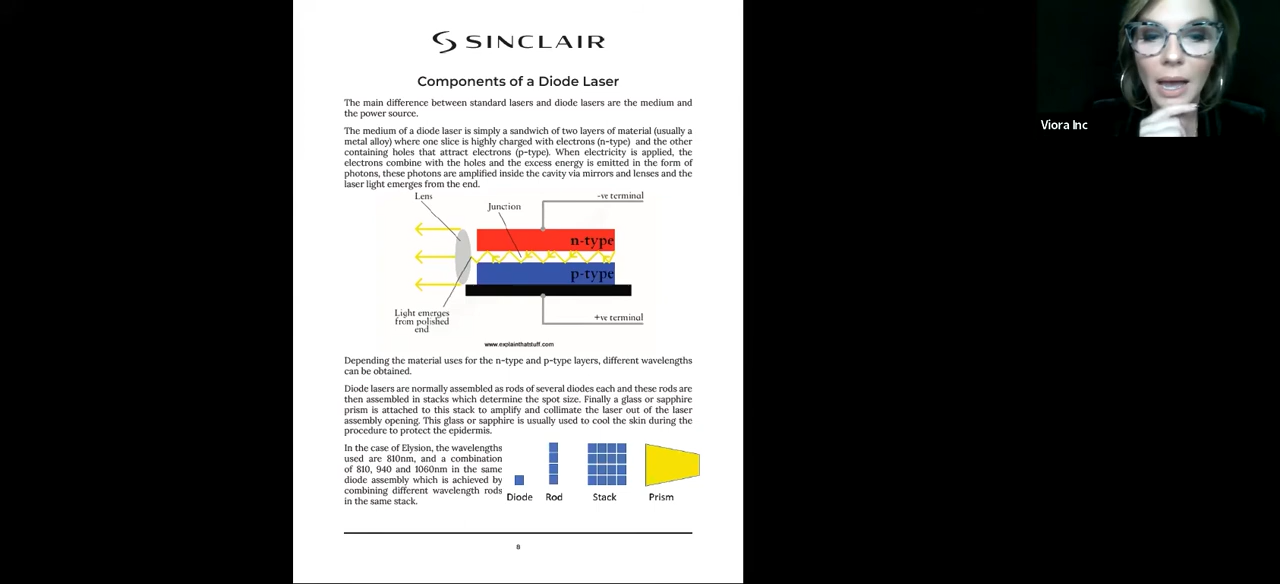 SINCLAIR
Components of a Diode Laser
The main difference between standard lasers and diode lasers are the medium and
the power source.
The medium of a diode laser is simply a sandwich of two layers of material (usually a
metal alloy) where one slice is highly charged with electrons (n-type) and the other
containing holes that attract electrons (p-type). When electricity is applied, the
electrons combine with the holes and the excess energy is emitted in the form of
photons, these photons are amplified inside the cavity via mirrors and lenses and the
laser light emerges from the end.
Lens
Junction
-ve terminal
n-type
p-type
Light emerges
from polished
end
+ve terminal
www.explainthatstuff.com
Depending the material uses for the n-type and p-type layers, different wavelengths
can be obtained.
Diode lasers are normally assembled as rods of several diodes each and these rods are
then assembled in stacks which determine the spot size. Finally a glass or sapphire
prism is attached to this stack to amplify and collimate the laser out of the laser
assembly opening. This glass or sapphire is usually used to cool the skin during the
procedure to protect the epidermis.
In the case of Elysion, the wavelengths
used are 810nm, and a combination
of 810, 940 and 1060nm in the same
diode assembly which is achieved by
combining different wavelength rods
in the same stack.
Diode
Rod
Stack
Prism
8
Viora Inc